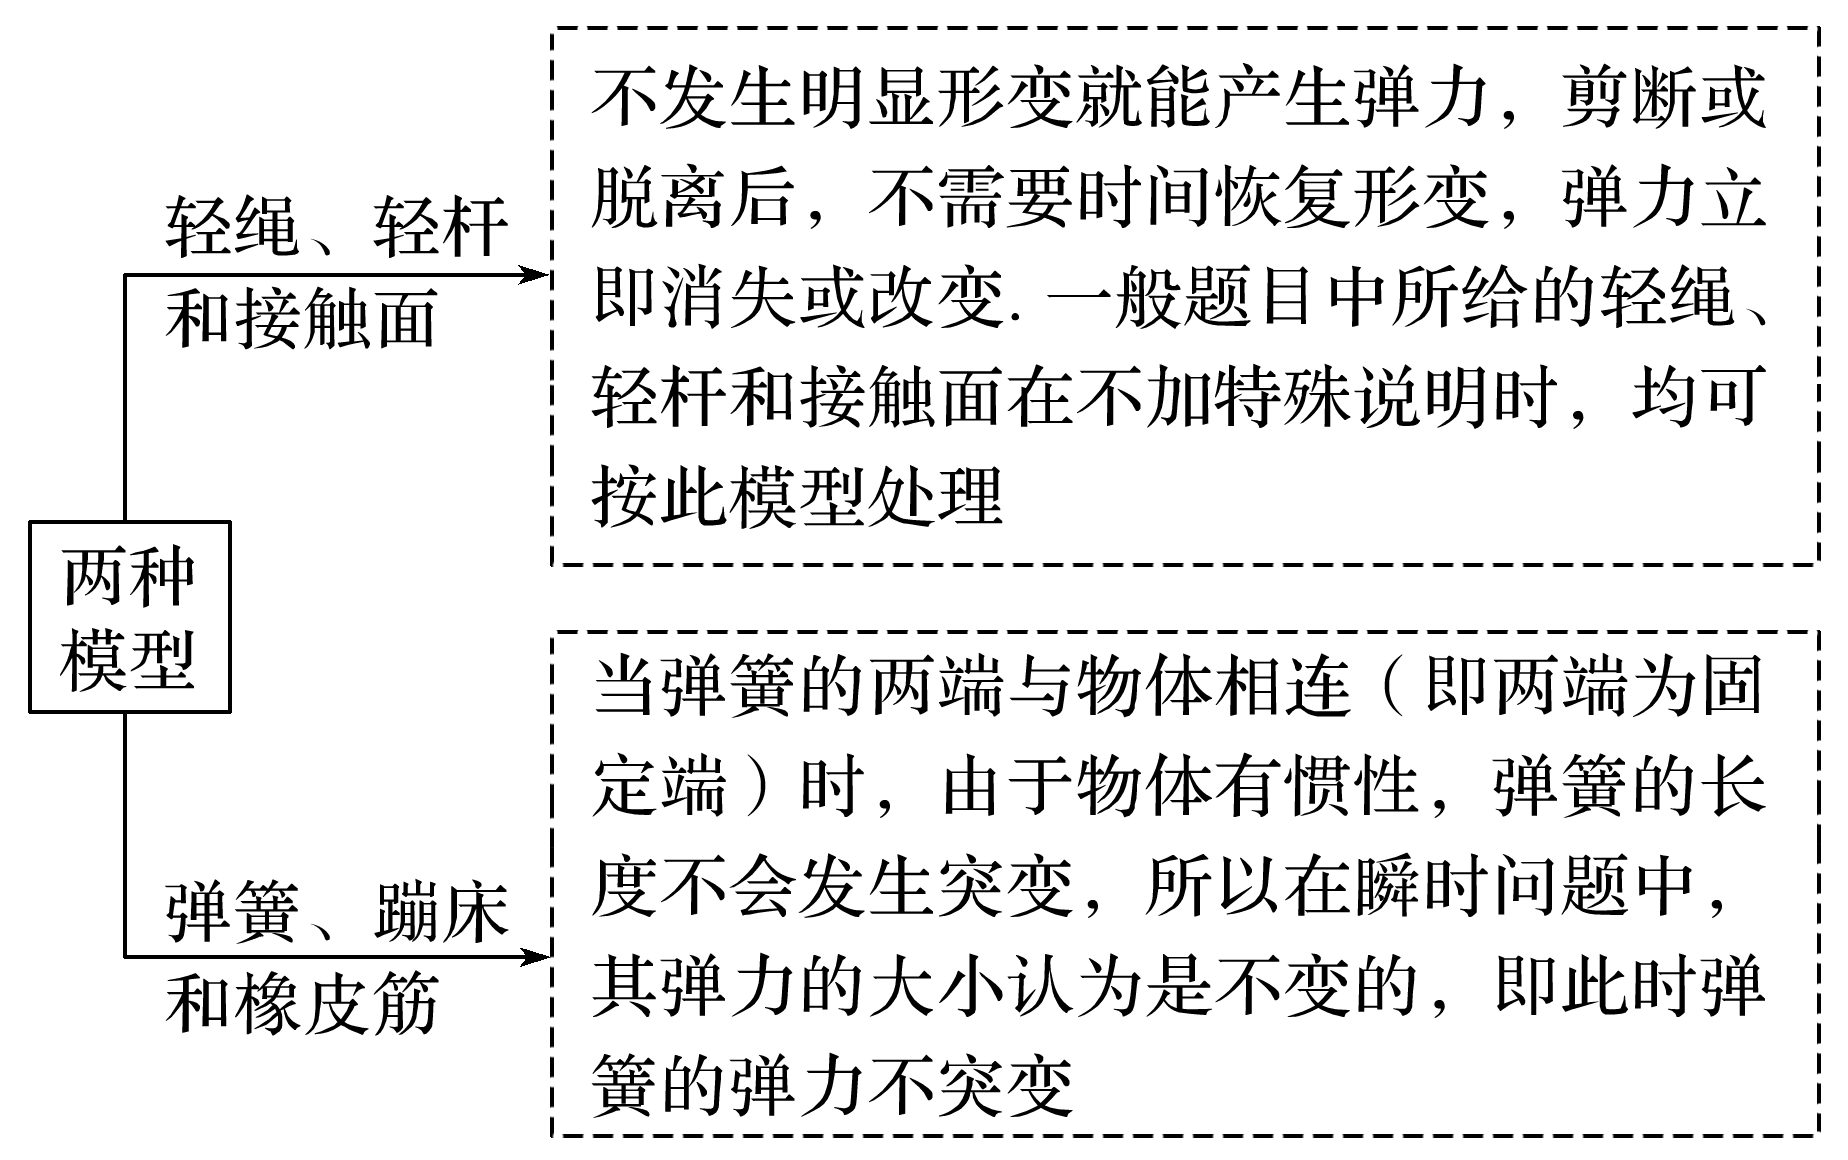 两种
模型
轻绳、轻杆
和接触面
不发生明显形变就能产生弹力，剪断或
脱离后，不需要时间恢复形变，弹力立
即消失或改变. 一般题目中所给的轻绳、
轻杆和接触面在不加特殊说明时，均可
按此模型处理
弹簧、蹦床
和橡皮筋
当弹簧的两端与物体相连（即两端为固
定端）时，由于物体有惯性，弹簧的长
度不会发生突变，所以在瞬时问题中，
其弹力的大小认为是不变的，即此时弹
簧的弹力不突变